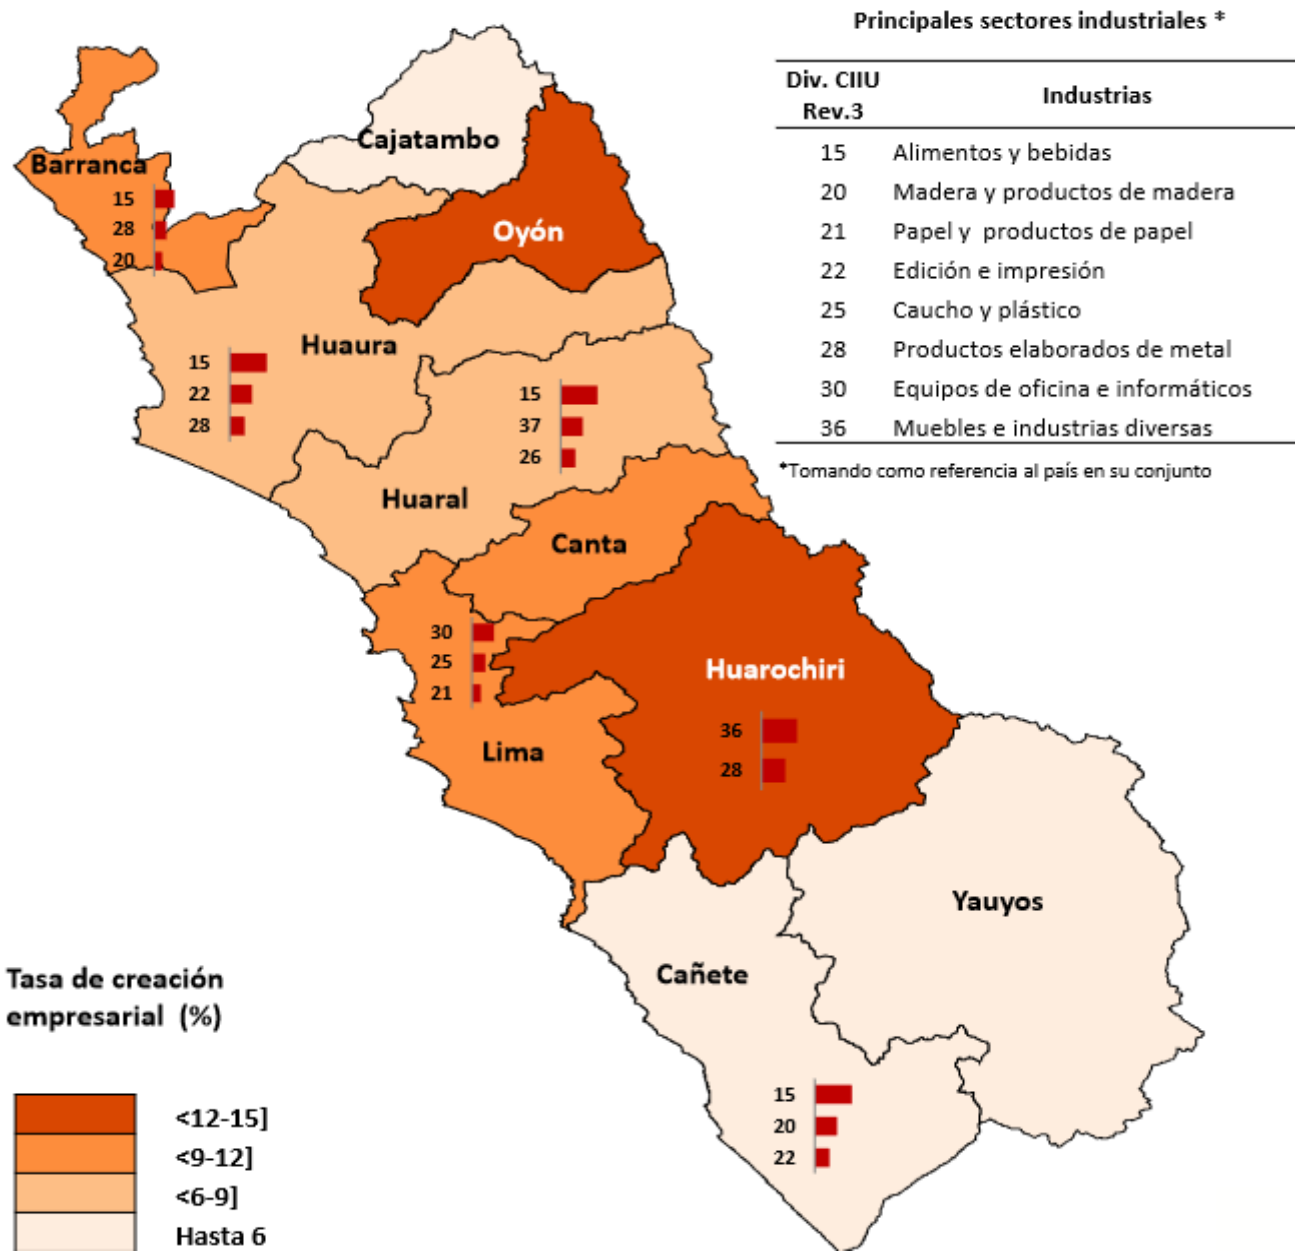 Principales sectores industriales *
Div. CIIU
Rev.3
Industrias
15 Alimentos y bebidas
20 Madera y productos de madera
21 Papel y productos de papel
22 Edición e impresión
25 Caucho y plástico
28 Productos elaborados de metal
30 Equipos de oficina e informáticos
36 Muebles e industrias diversas
*Tomando como referencia al país en su conjunto
Cajatambo
Barranca
15
28
20
Oyón
Huaura
15
22
28
15
37
26
Huaral
Canta
30
25
21
Lima
Huarochiri
36
28
Yauyos
Cañete
15
20
22
Tasa de creación
empresarial (%)
<12-15]
<9-12]
<6-9]
Hasta 6